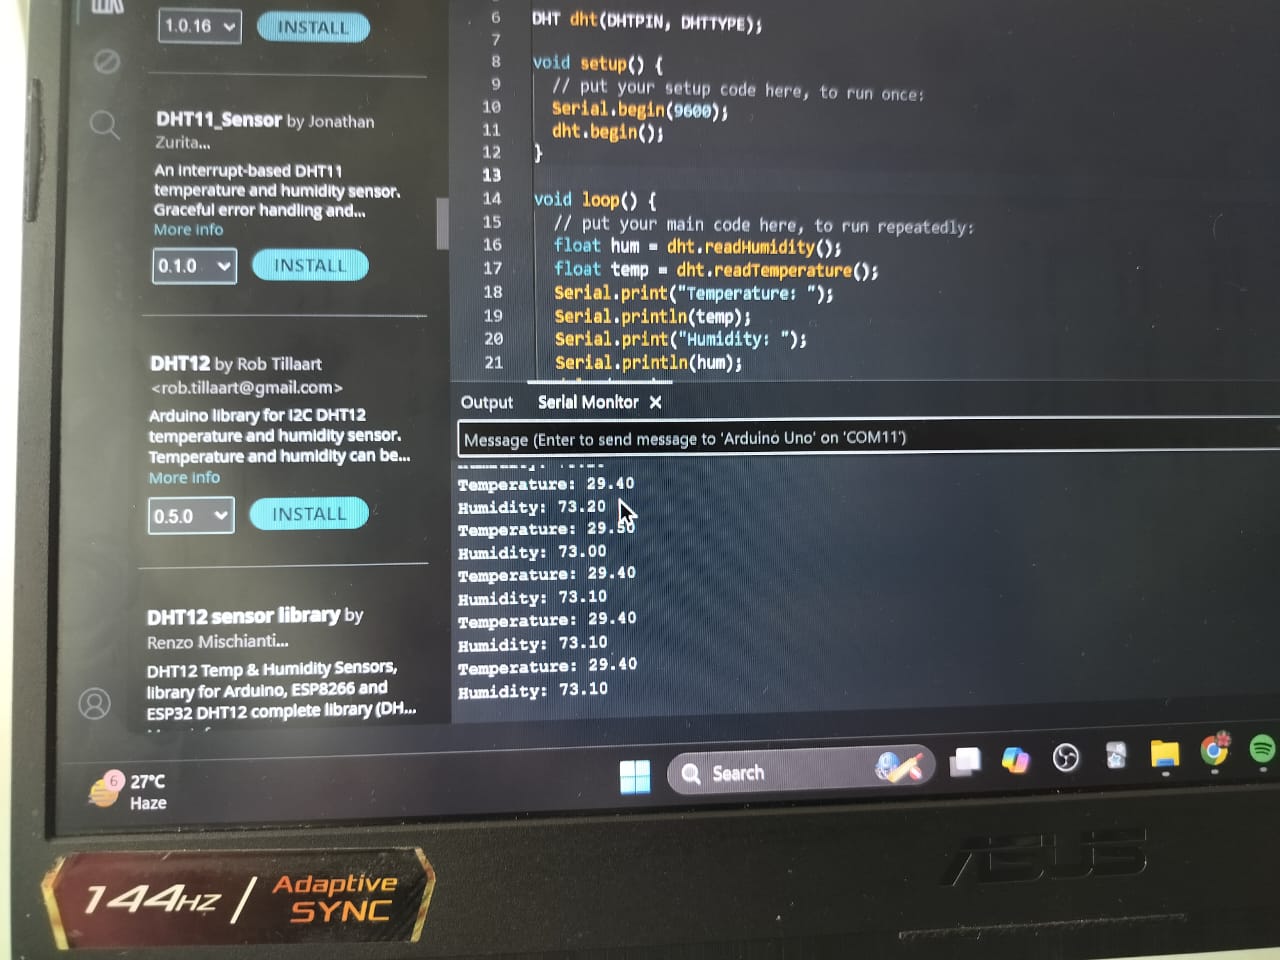 1.0.16
INSTALL
DHT11_Sensor by Jonathan
Zurita...
An interrupt-based DHT11
temperature and humidity sensor.
Graceful error handling and...
More info
0.1.0
INSTALL
DHT12 by Rob Tillaart
<rob.tillaart@gmail.com>
Arduino library for I2C DHT12
temperature and humidity sensor.
Temperature and humidity can be...
More info
0.5.0
INSTALL
DHT12 sensor library by
Renzo Mischianti...
DHT12 Temp & Humidity Sensors,
library for Arduino, ESP8266 and
ESP32 DHT12 complete library (DH...
6 DHT dht(DHTPIN, DHTTYPE);
7
8 void setup() {
9 // put your setup code here, to run once:
10 Serial.begin(9600);
11 dht.begin();
12 }
13
14 void loop() {
15 // put your main code here, to run repeatedly:
16 float hum = dht.readHumidity();
17 float temp = dht.readTemperature();
18 Serial.print("Temperature: ");
19 Serial.println(temp);
20 Serial.print("Humidity: ");
21 Serial.println(hum);
Output Serial Monitor
Message (Enter to send message to 'Arduino Uno' on 'COM11')
Temperature: 29.40
Humidity: 73.20
Temperature: 29.50
Humidity: 73.00
Temperature: 29.40
Humidity: 73.10
Temperature: 29.40
Humidity: 73.10
Temperature: 29.40
Humidity: 73.10
6
27°C
Haze
Search
ASUS
144HZ / Adaptive
SYNC